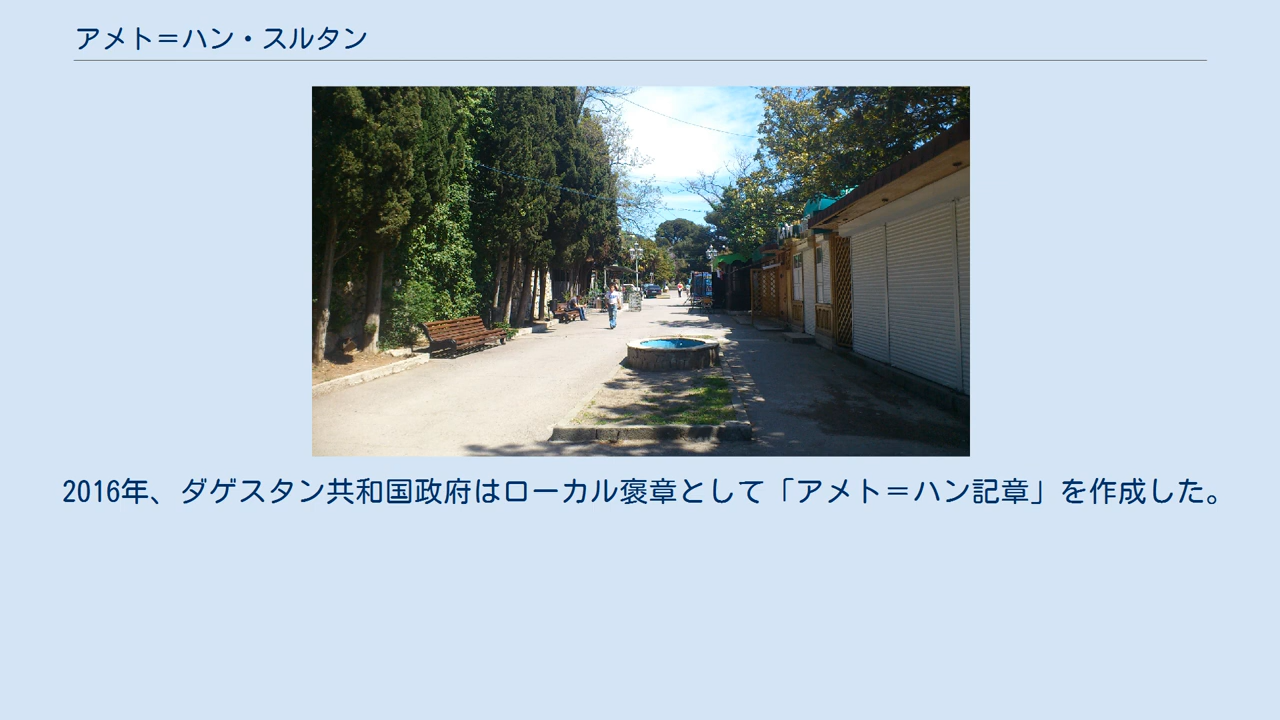 アメト＝ハン・スルタン
2016年、ダゲスタン共和国政府はローカル褒章として「アメト＝ハン記章」を作成した。